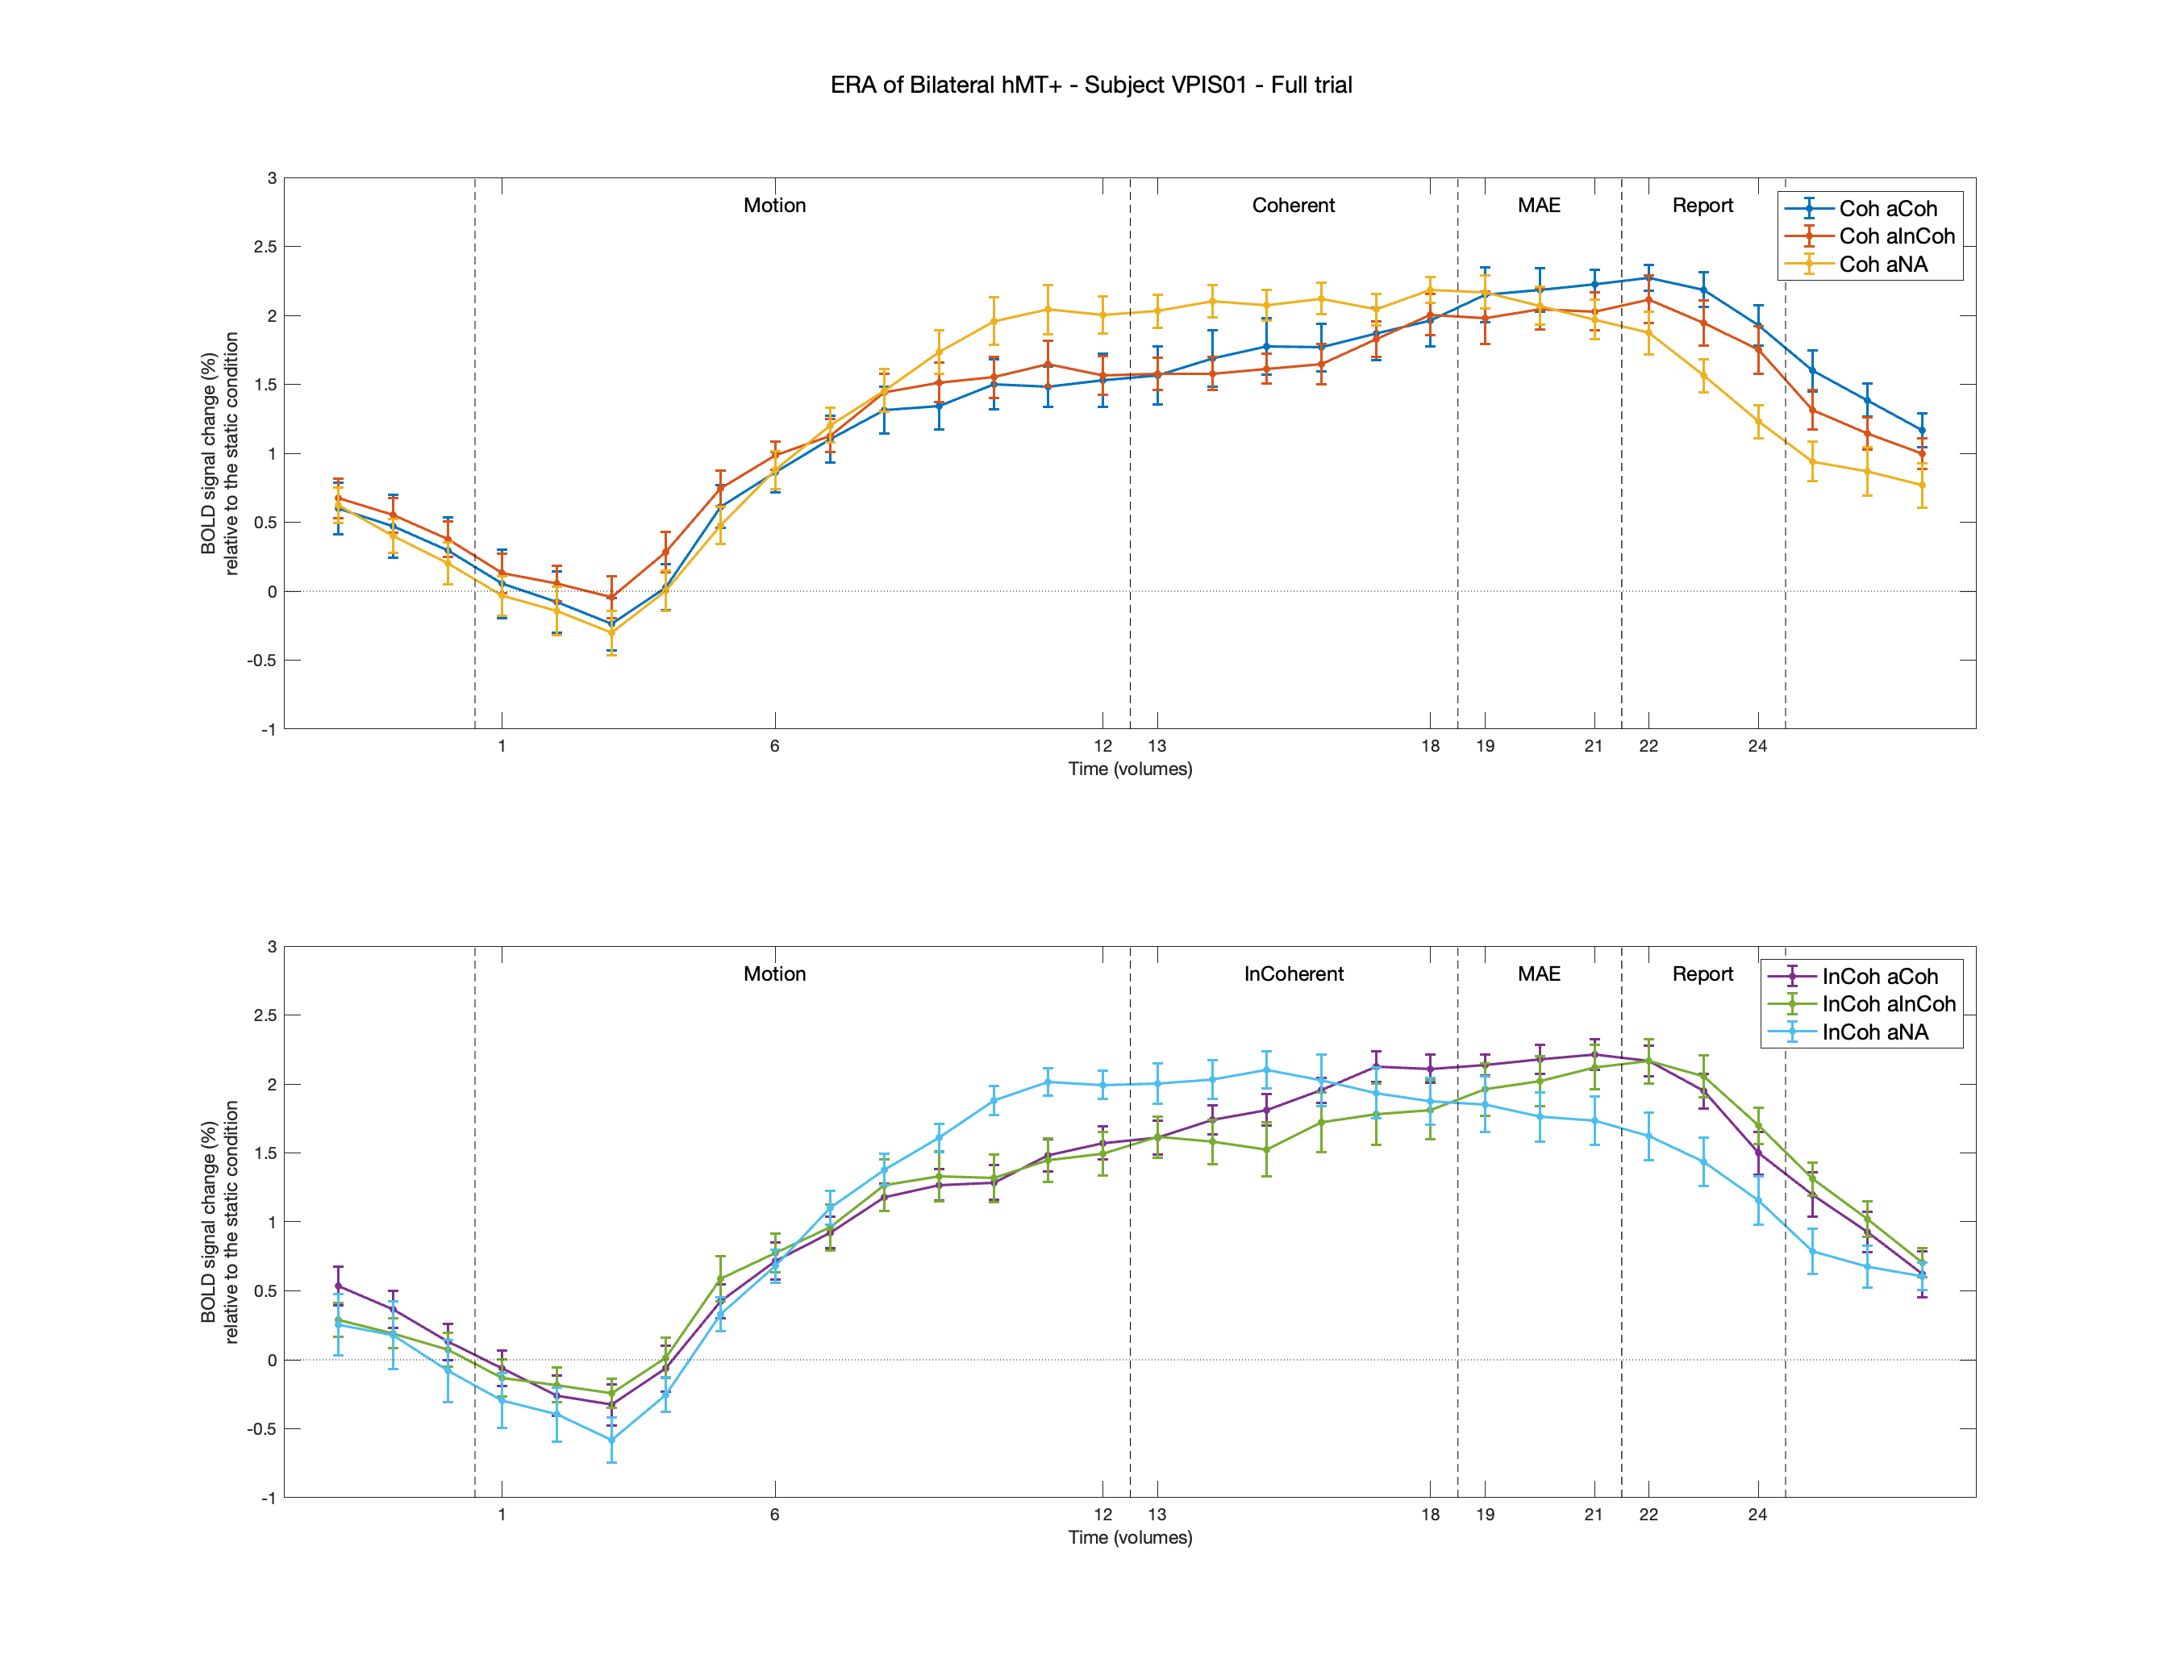 ERA of Bilateral hMT+ - Subject VPIS01 - Full trial
Motion
Coherent
MAE
Report
Coh aCoh
Coh aInCoh
Coh aNA
3
2.5
2
1.5
1
0.5
0
-0.5
-1
BOLD signal change (%)
relative to the static condition
1 6 12 13 18 19 21 22 24
Time (volumes)
Motion
InCoherent
MAE
Report
InCoh aCoh
InCoh aInCoh
InCoh aNA
3
2.5
2
1.5
1
0.5
0
-0.5
-1
BOLD signal change (%)
relative to the static condition
1 6 12 13 18 19 21 22 24
Time (volumes)